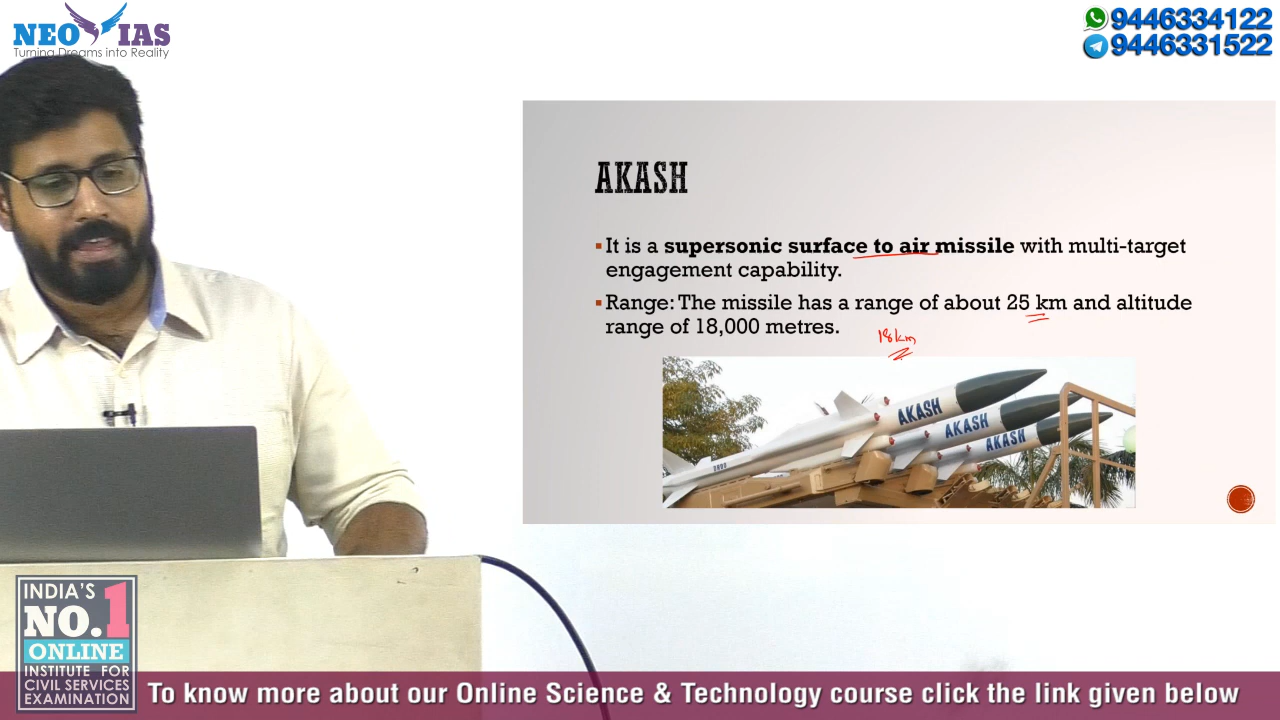 NEO IAS
Turning Dreams into Reality
9446334122
9446331522
AKASH
It is a supersonic surface to air missile with multi-target
engagement capability.
Range: The missile has a range of about 25 km and altitude
range of 18,000 metres.
18km
AKASH
AKASH
AKASH
DRDO
INDIA'S
NO.1
ONLINE
INSTITUTE FOR
CIVIL SERVICES
EXAMINATION
To know more about our Online Science & Technology course click the link given below